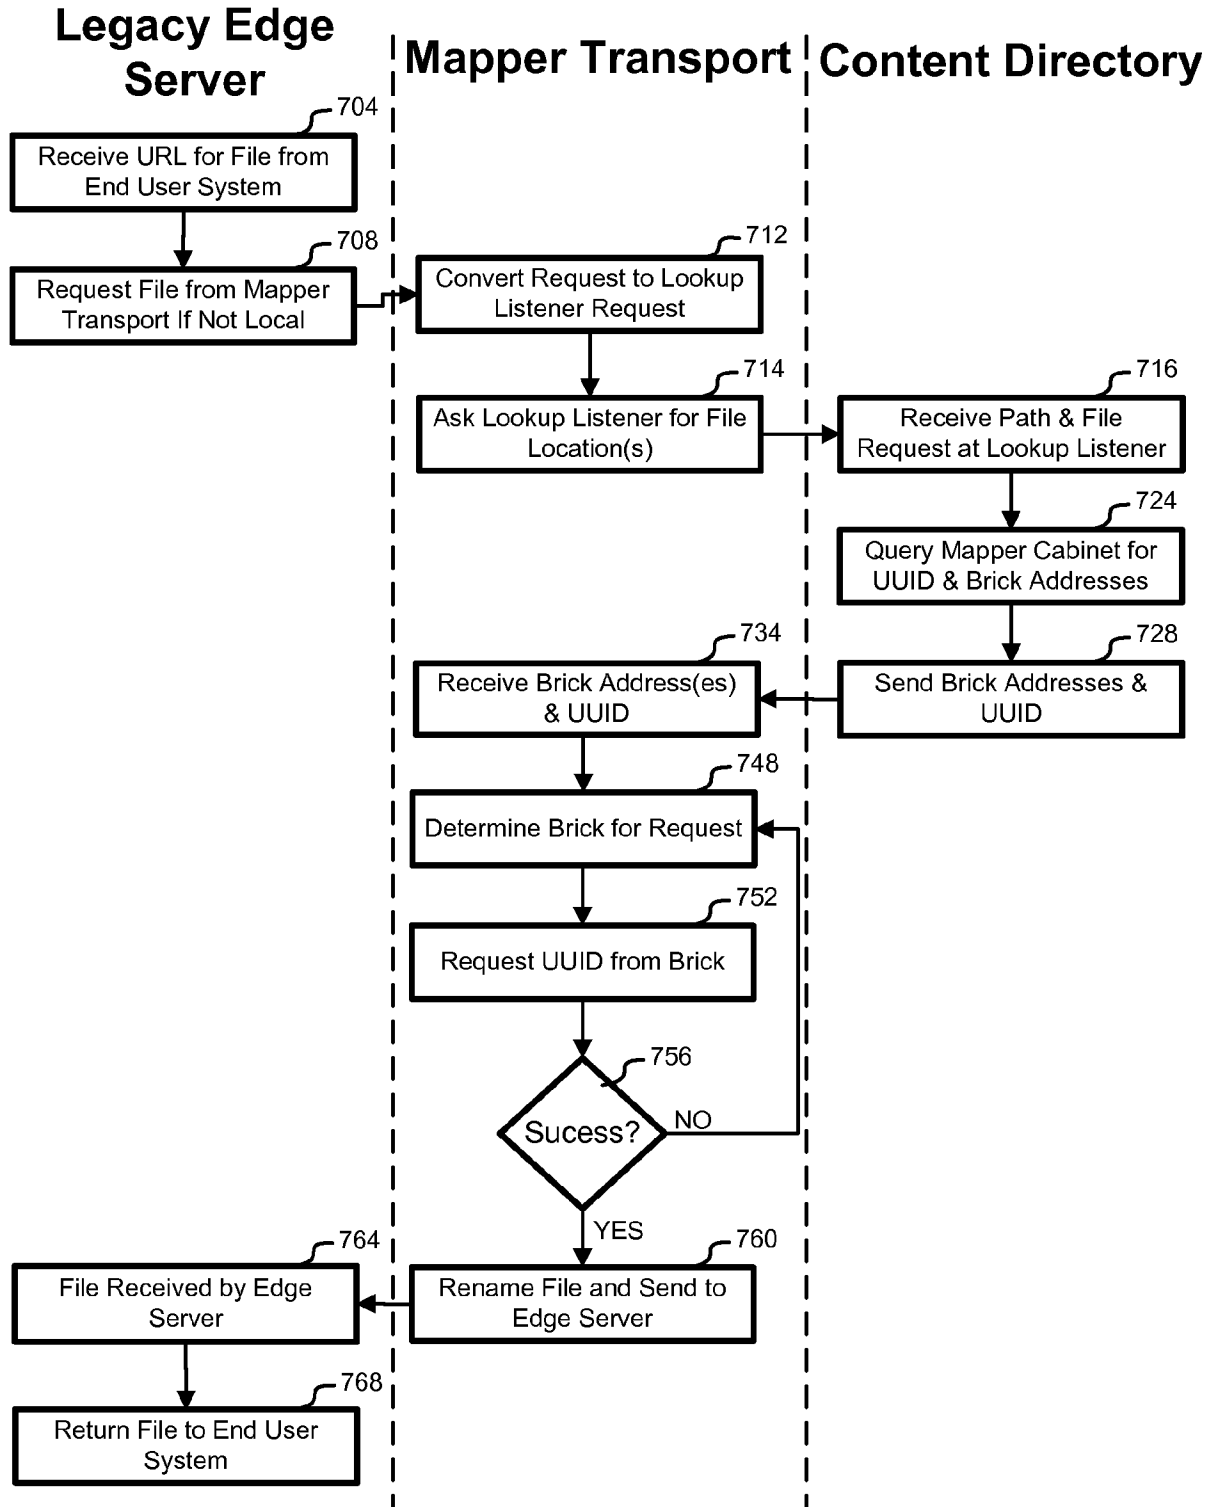 Legacy Edge
Server
Mapper Transport
Content Directory
704
Receive URL for File from
End User System
708
Request File from Mapper
Transport If Not Local
712
Convert Request to Lookup
Listener Request
714
Ask Lookup Listener for File
Location(s)
716
Receive Path & File
Request at Lookup Listener
724
Query Mapper Cabinet for
UUID & Brick Addresses
728
Send Brick Addresses &
UUID
734
Receive Brick Address(es)
& UUID
748
Determine Brick for Request
752
Request UUID from Brick
756
Sucess?
NO
YES
760
Rename File and Send to
Edge Server
764
File Received by Edge
Server
768
Return File to End User
System